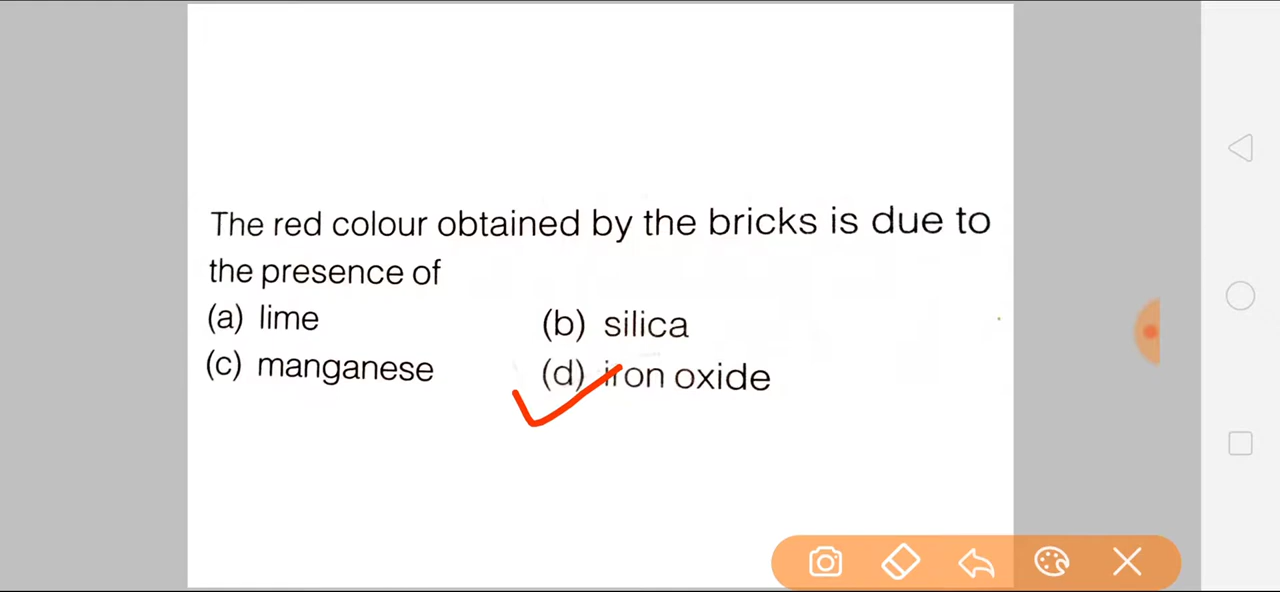 The red colour obtained by the bricks is due to
the presence of
(a) lime (b) silica
(c) manganese (d) iron oxide